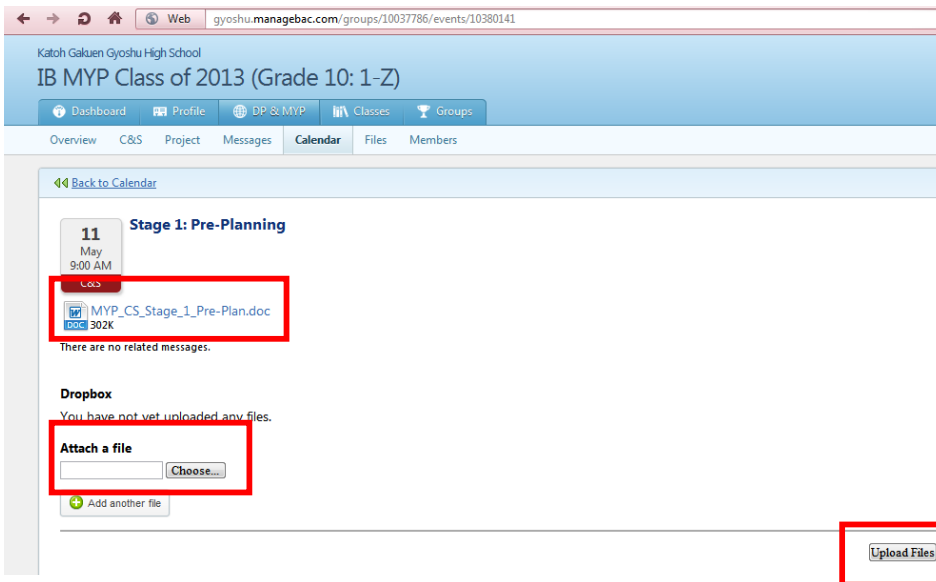 Web gyoshu.managebac.com/groups/10037786/events/10380141
Katoh Gakuen Gyoshu High School
IB MYP Class of 2013 (Grade 10: 1-Z)
Dashboard Profile DP & MYP Classes Groups
Overview C&S Project Messages Calendar Files Members
Back to Calendar
Stage 1: Pre-Planning
11
May
9:00 AM
C&S
MYP_CS_Stage_1_Pre-Plan.doc
DOC 302K
There are no related messages.
Dropbox
You have not yet uploaded any files.
Attach a file
Choose...
Add another file
Upload Files